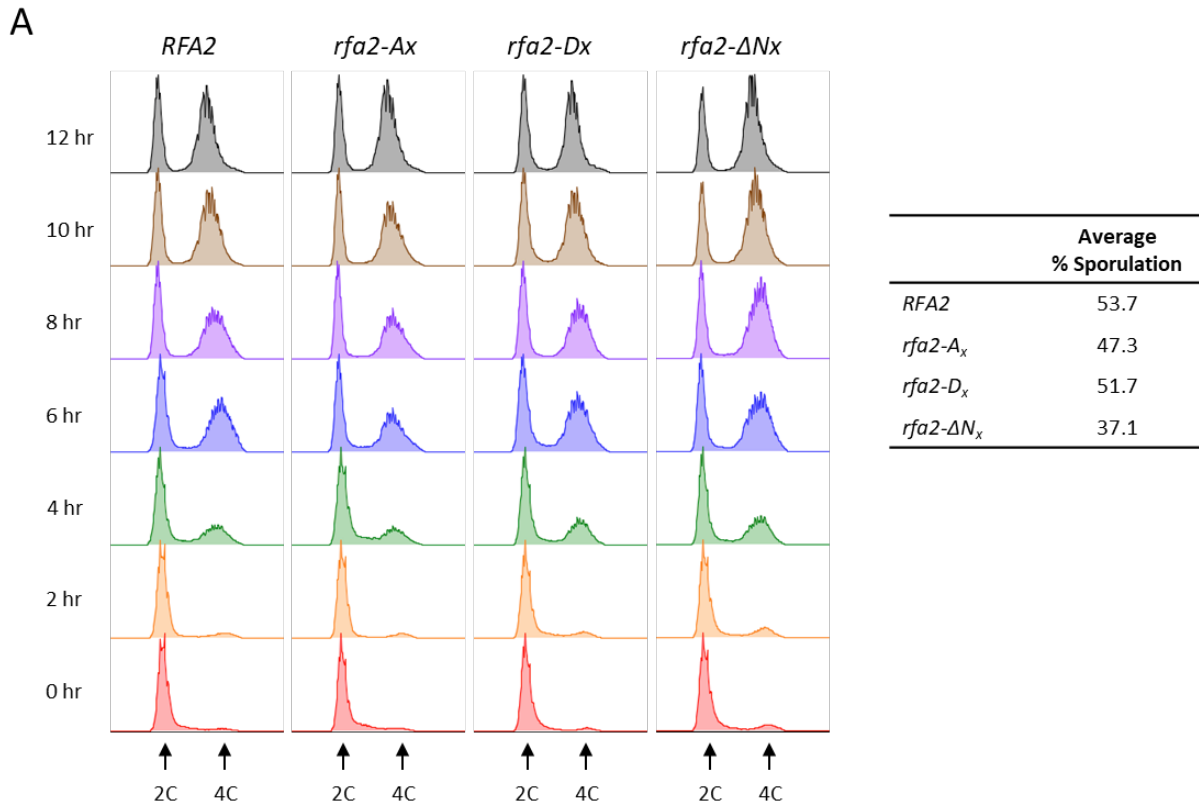 A
RFA2 rfa2-Ax rfa2-Dx rfa2-ΔNx
12 hr
10 hr
8 hr
6 hr
4 hr
2 hr
0 hr
2C 4C 2C 4C 2C 4C 2C 4C
Average
% Sporulation
RFA2 53.7
rfa2-Ax 47.3
rfa2-Dx 51.7
rfa2-ΔNx 37.1